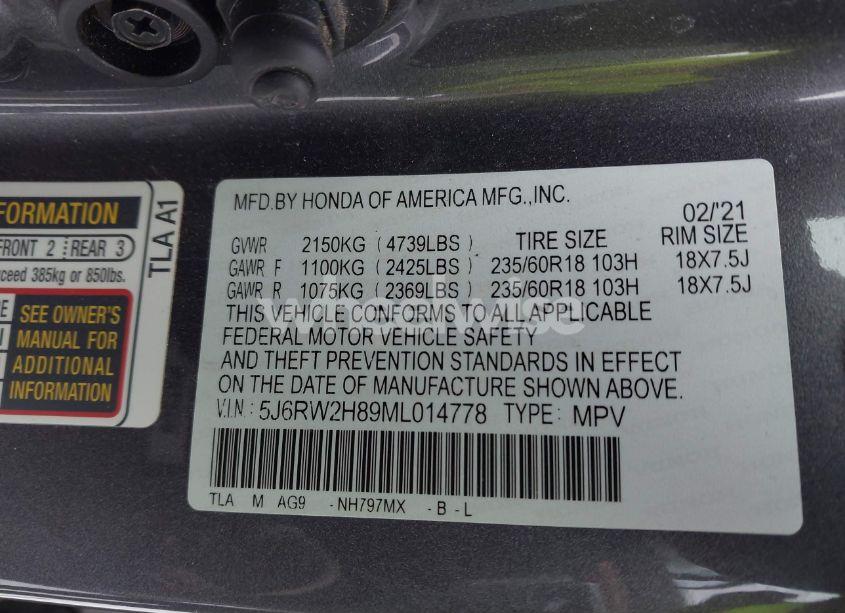 FORMATION
FRONT 2 REAR 3
xceed 385kg or 850lbs.
SEE OWNER'S
MANUAL FOR
ADDITIONAL
INFORMATION
TLA A1
MFD.BY HONDA OF AMERICA MFG.,INC.
02/'21
GVWR 2150KG (4739LBS) TIRE SIZE RIM SIZE
GAWR F 1100KG (2425LBS) 235/60R18 103H 18X7.5J
GAWR R 1075KG (2369LBS) 235/60R18 103H 18X7.5J
THIS VEHICLE CONFORMS TO ALL APPLICABLE
FEDERAL MOTOR VEHICLE SAFETY
AND THEFT PREVENTION STANDARDS IN EFFECT
ON THE DATE OF MANUFACTURE SHOWN ABOVE.
V.I.N: 5J6RW2H89ML014778 TYPE: MPV
TLA M AG9 -NH797MX -B -L
wheelwise